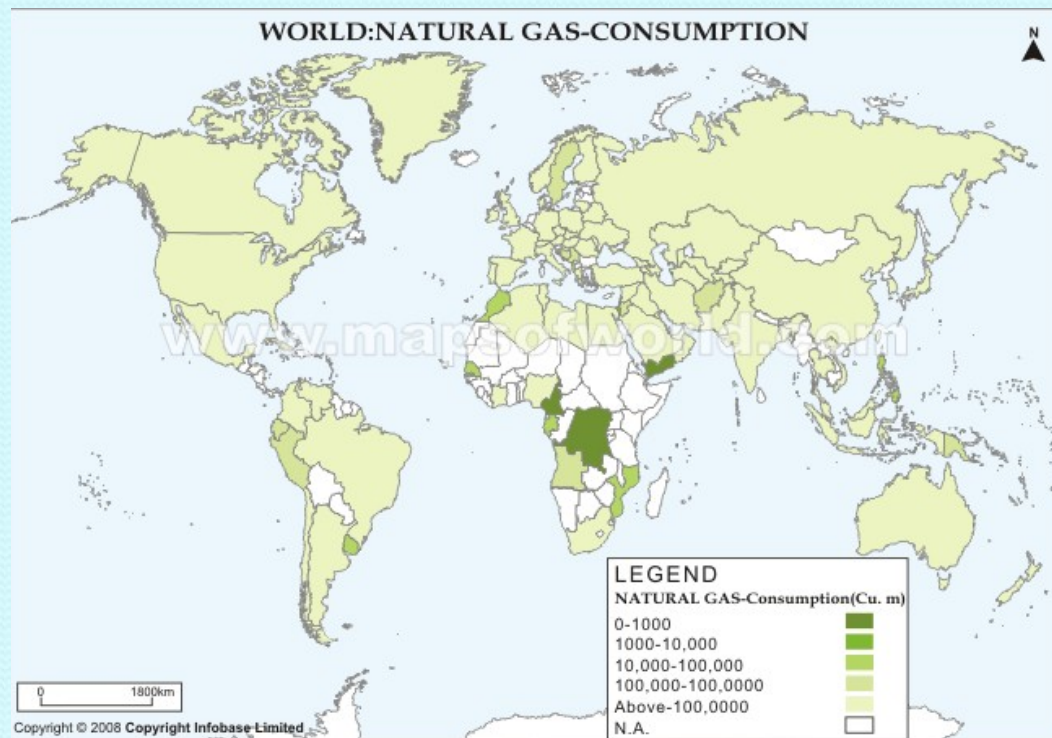 WORLD:NATURAL GAS-CONSUMPTION
N
www.mapsofworld.com
LEGEND
NATURAL GAS-Consumption(Cu. m)
0-1000
1000-10,000
10,000-100,000
100,000-100,0000
Above-100,0000
N.A.
0 1800km
Copyright © 2008 Copyright Infobase Limited